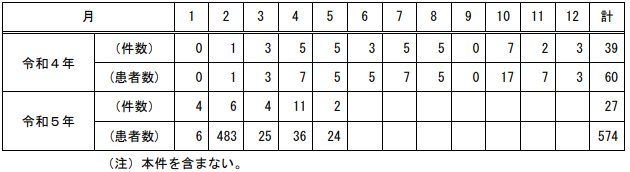 月 1 2 3 4 5 6 7 8 9 10 11 12 計
令和４年 （件数） 0 1 3 5 5 3 5 5 0 7 2 3 39
（患者数） 0 1 3 7 5 5 7 5 0 17 7 3 60
令和５年 （件数） 4 6 4 11 2 27
（患者数） 6 483 25 36 24 574
（注）本件を含まない。